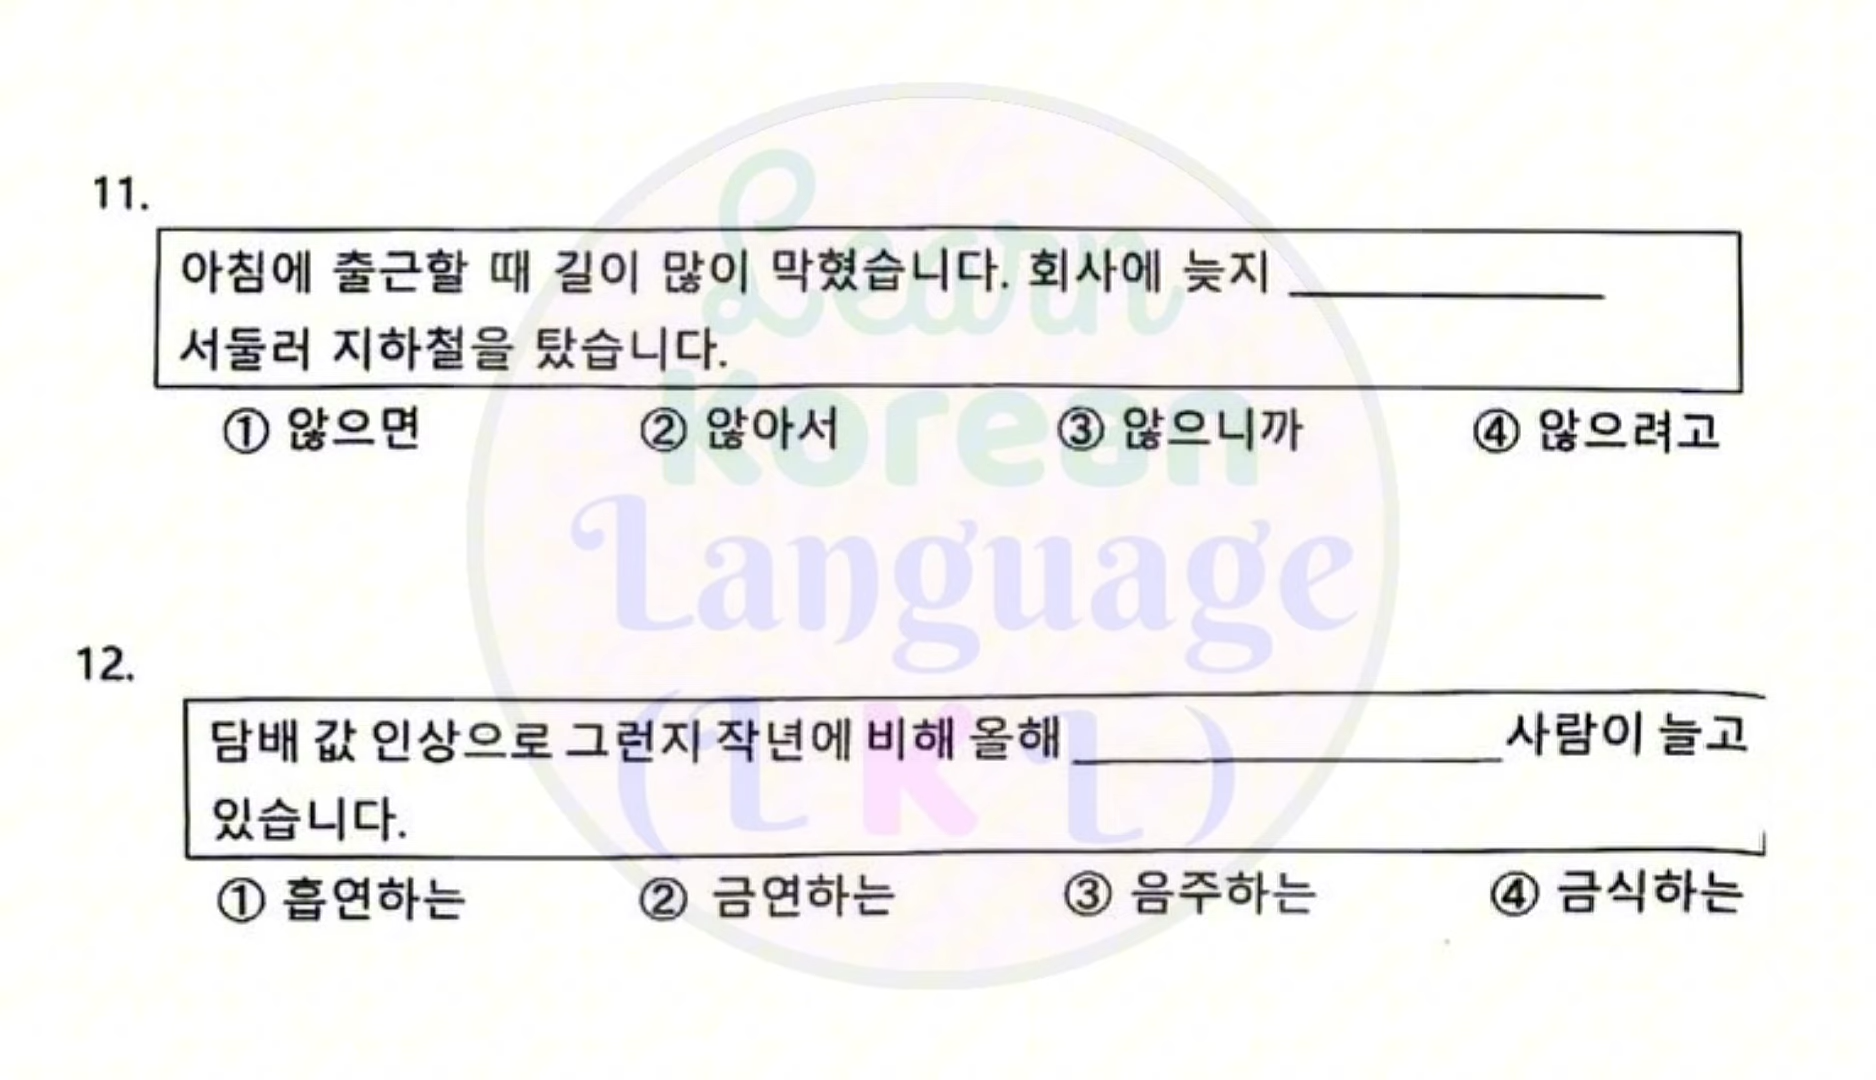 11.
아침에 출근할 때 길이 많이 막혔습니다. 회사에 늦지 ____________
서둘러 지하철을 탔습니다.
① 않으면 ② 않아서 ③ 않으니까 ④ 않으려고
Learn
Korean
Language
(LKL)
12.
담배 값 인상으로 그런지 작년에 비해 올해 ________________ 사람이 늘고
있습니다.
① 흡연하는 ② 금연하는 ③ 음주하는 ④ 금식하는